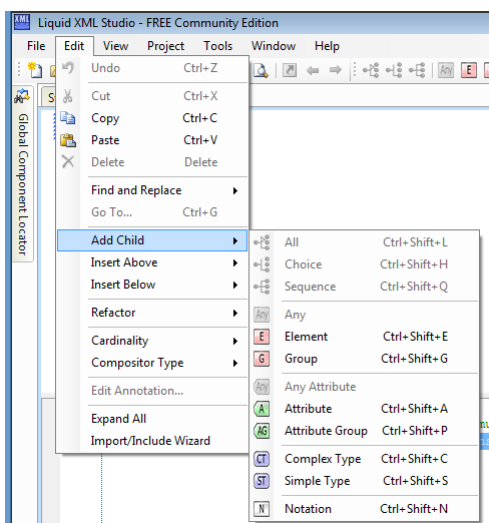 XML Liquid XML Studio - FREE Community Edition
File Edit View Project Tools Window Help
Any E
S
Global Component Locator
Undo Ctrl+Z
Cut Ctrl+X
Copy Ctrl+C
Paste Ctrl+V
Delete Delete
Find and Replace
Go To... Ctrl+G
Add Child
Insert Above
Insert Below
Refactor
Cardinality
Compositor Type
Edit Annotation...
Expand All
Import/Include Wizard
All Ctrl+Shift+L
Choice Ctrl+Shift+H
Sequence Ctrl+Shift+Q
Any Any
E Element Ctrl+Shift+E
G Group Ctrl+Shift+G
Any Any Attribute
A Attribute Ctrl+Shift+A
AG Attribute Group Ctrl+Shift+P
CT Complex Type Ctrl+Shift+C
ST Simple Type Ctrl+Shift+S
N Notation Ctrl+Shift+N